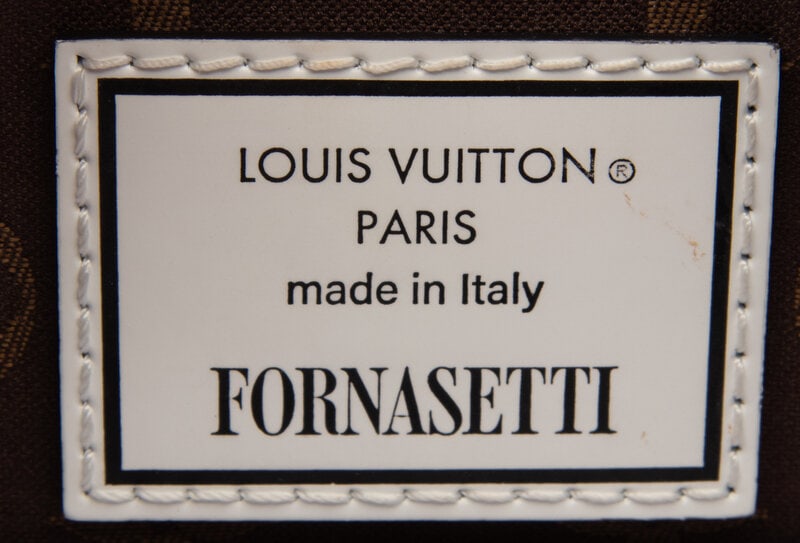 LOUIS VUITTON ®
PARIS
made in Italy
FORNASETTI